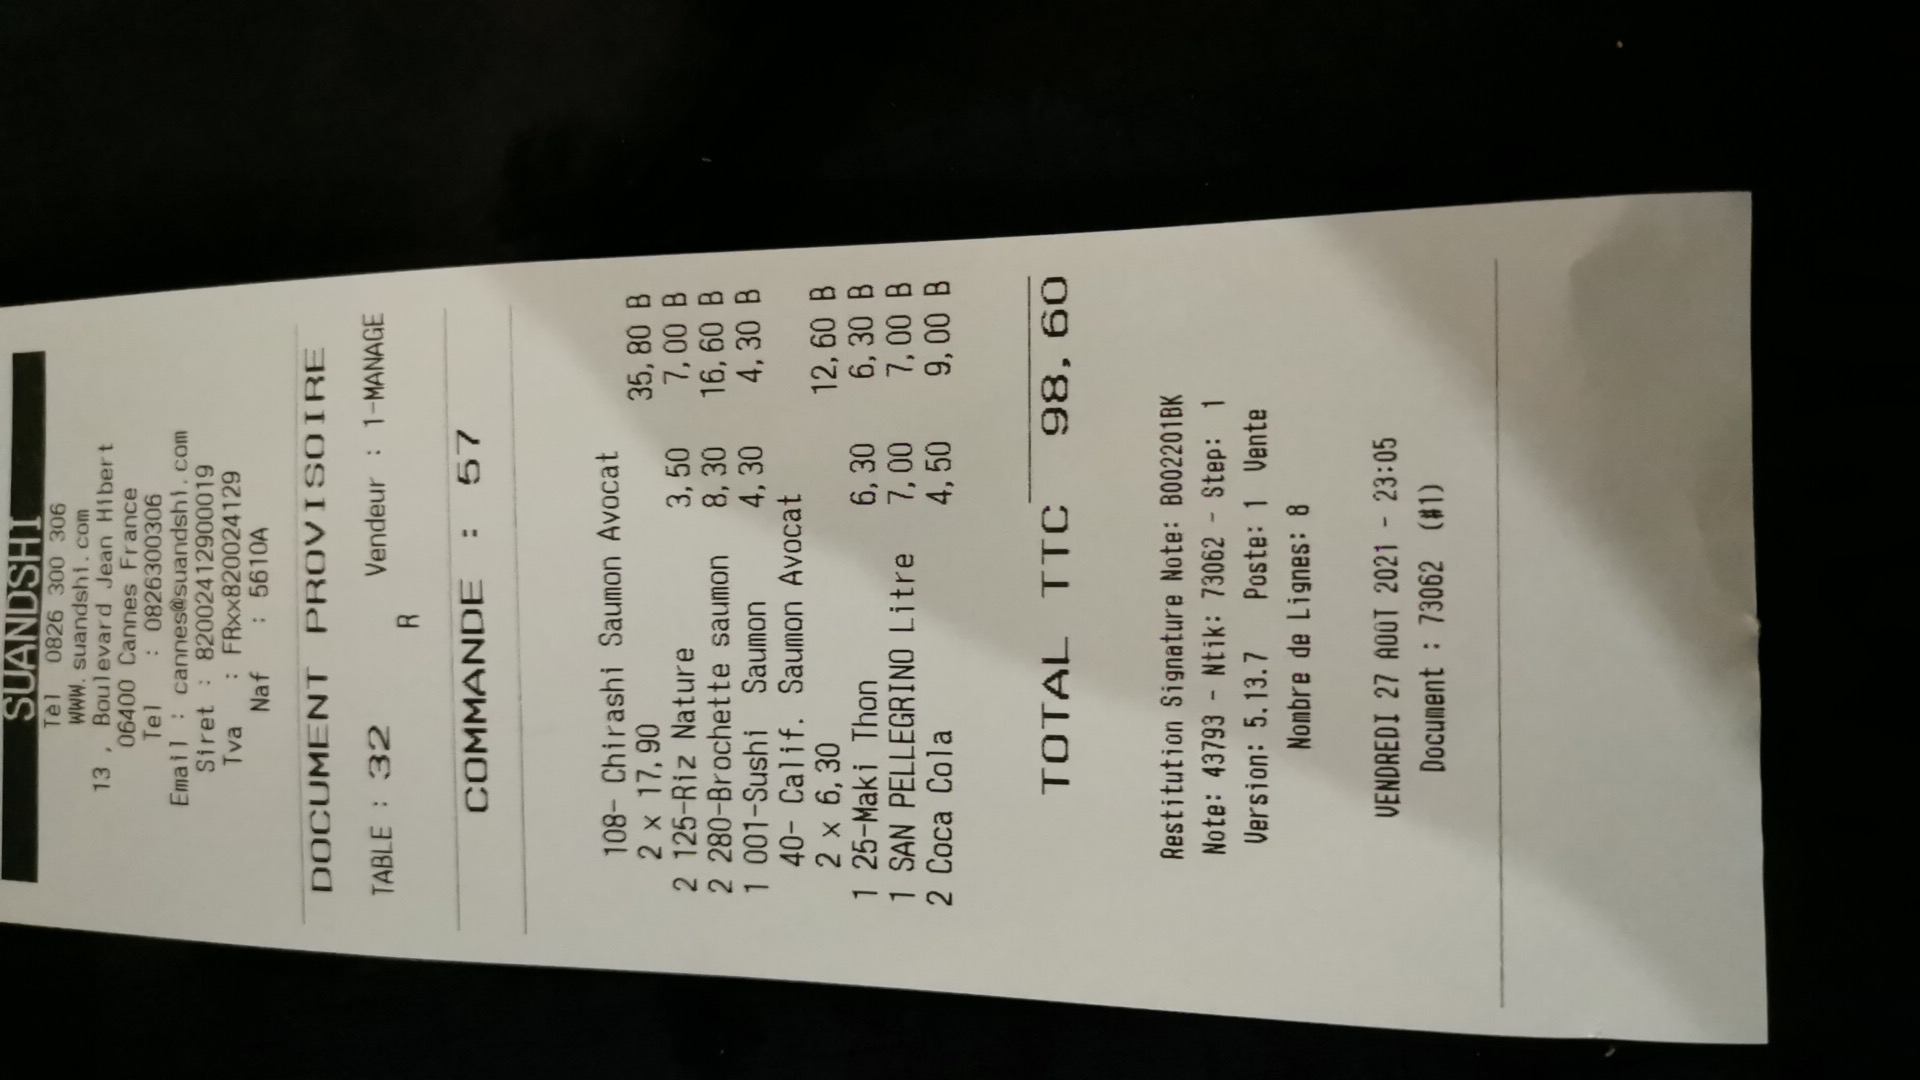 SUANDSHI
Tèl 0826 300 306
WWW.suandshi.com
13 , Boulevard Jean Hibert
06400 Cannes France
Tel : 0826300306
Email : cannes@suandshi.com
Siret : 82002412900019
Tva : FRxx820024129
Naf : 5610A
DOCUMENT PROVISOIRE
TABLE : 32 Vendeur : 1-MANAGE
R
COMMANDE : 57
108- Chirashi Saumon Avocat
2 x 17,90 35,80 B
2 125-Riz Nature 3,50 7,00 B
2 280-Brochette saumon 8,30 16,60 B
1 001-Sushi Saumon 4,30 4,30 B
40- Calif. Saumon Avocat
2 x 6,30 12,60 B
1 25-Maki Thon 6,30 6,30 B
1 SAN PELLEGRINO Litre 7,00 7,00 B
2 Coca Cola 4,50 9,00 B
TOTAL TTC 98,60
Restitution Signature Note: B002201BK
Note: 43793 - Ntik: 73062 - Step: 1
Version: 5.13.7 Poste: 1 Vente
Nombre de Lignes: 8
VENDREDI 27 AOÛT 2021 - 23:05
Document : 73062 (#1)